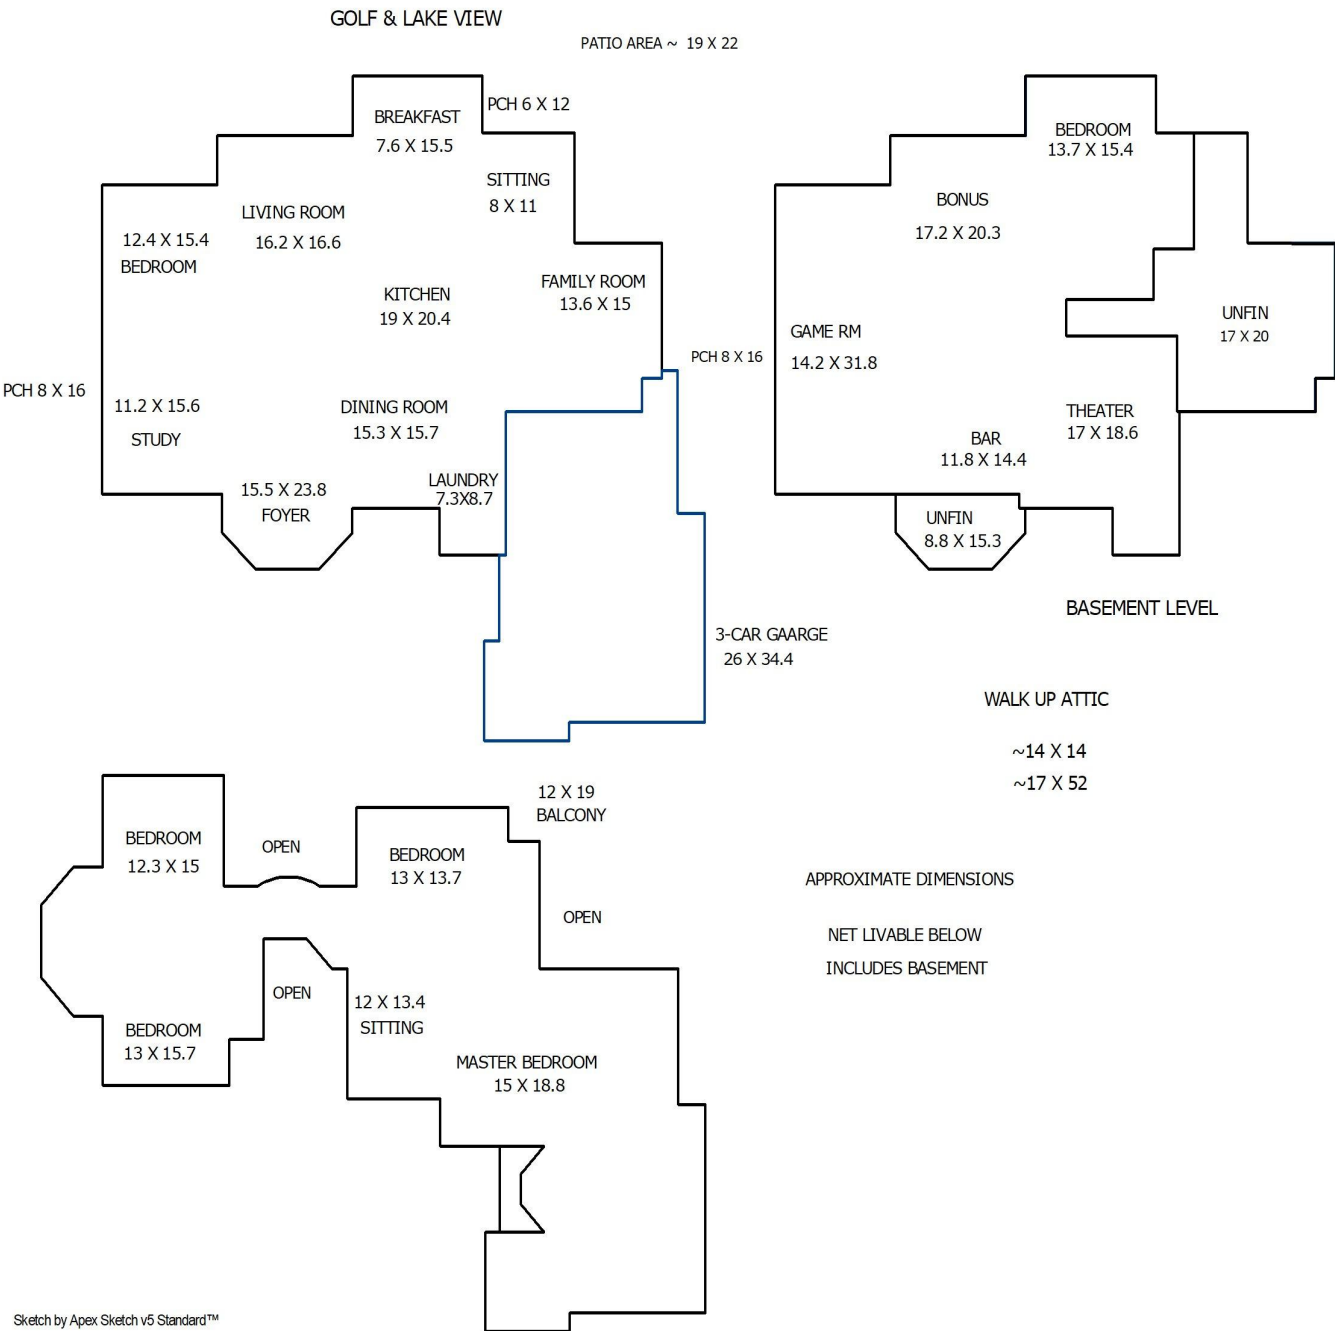 GOLF & LAKE VIEW
PATIO AREA ~ 19 X 22
PCH 6 X 12
BREAKFAST
7.6 X 15.5
SITTING
8 X 11
LIVING ROOM
16.2 X 16.6
12.4 X 15.4
BEDROOM
FAMILY ROOM
13.6 X 15
KITCHEN
19 X 20.4
PCH 8 X 16
PCH 8 X 16
11.2 X 15.6
STUDY
DINING ROOM
15.3 X 15.7
LAUNDRY
7.3X8.7
15.5 X 23.8
FOYER
3-CAR GAARGE
26 X 34.4
BEDROOM
13.7 X 15.4
BONUS
17.2 X 20.3
UNFIN
17 X 20
GAME RM
14.2 X 31.8
THEATER
17 X 18.6
BAR
11.8 X 14.4
UNFIN
8.8 X 15.3
BASEMENT LEVEL
WALK UP ATTIC
~14 X 14
~17 X 52
12 X 19
BALCONY
BEDROOM
12.3 X 15
OPEN
BEDROOM
13 X 13.7
OPEN
OPEN
12 X 13.4
SITTING
BEDROOM
13 X 15.7
MASTER BEDROOM
15 X 18.8
APPROXIMATE DIMENSIONS
NET LIVABLE BELOW
INCLUDES BASEMENT
Sketch by Apex Sketch v5 Standard™